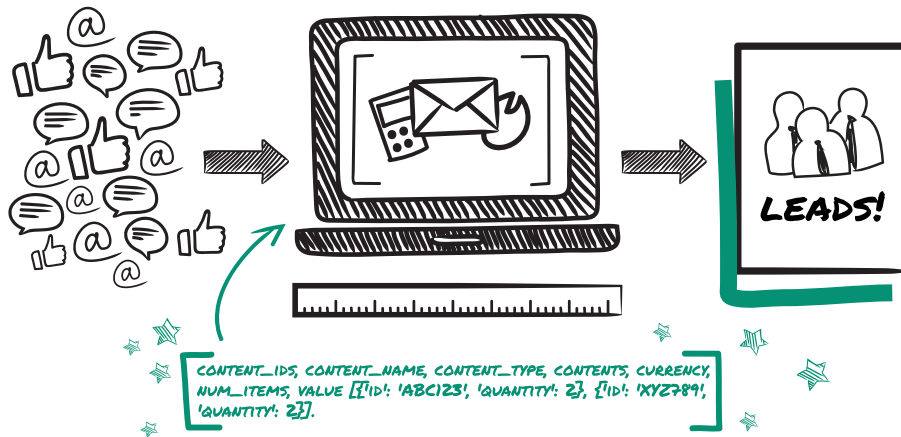 LEADS!
CONTENT_IDS, CONTENT_NAME, CONTENT_TYPE, CONTENTS, CURRENCY,
NUM_ITEMS, VALUE [{'ID': 'ABC123', 'QUANTITY': 2}, {'ID': 'XYZ789',
'QUANTITY': 2}].